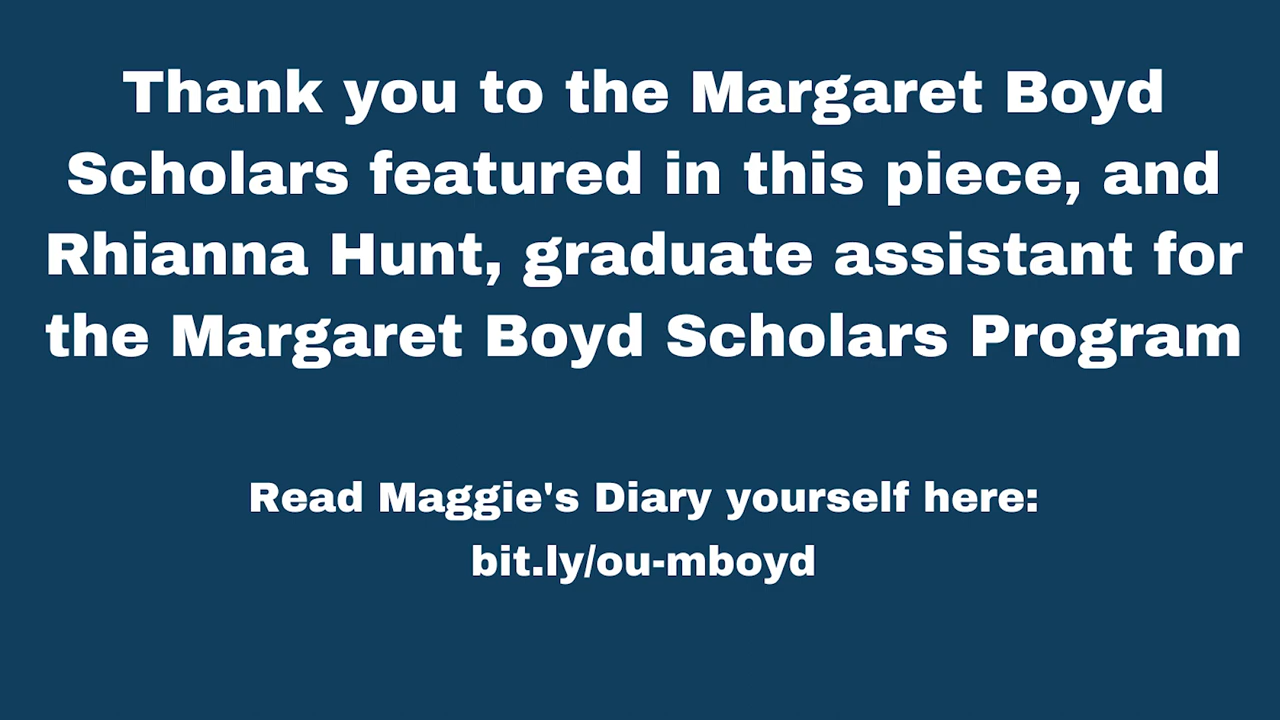 Thank you to the Margaret Boyd
Scholars featured in this piece, and
Rhianna Hunt, graduate assistant for
the Margaret Boyd Scholars Program
Read Maggie's Diary yourself here:
bit.ly/ou-mboyd